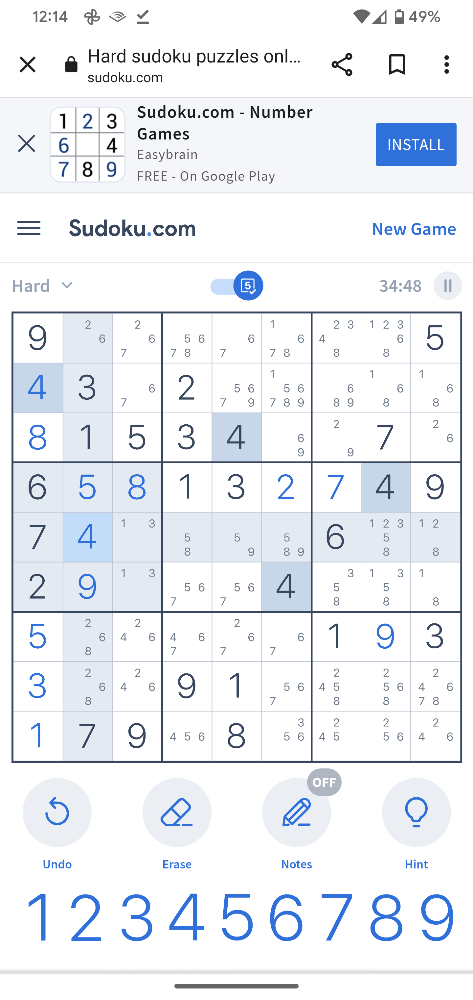 12:14 49%
Hard sudoku puzzles onl...
sudoku.com
1 2 3
6 4
7 8 9
Sudoku.com - Number
Games
Easybrain
FREE - On Google Play
INSTALL
Sudoku.com
New Game
Hard
5
34:48
2 2 1 2 3 1 2 3
9 6 6 5 6 6 6 4 6 5
7 7 8 7 7 8 8 8
1 1 1
4 3 6 2 5 6 5 6 6 6 6
7 7 9 7 8 9 8 9 8 8
2 2
8 1 5 3 4 6 7 6
9 9
6 5 8 1 3 2 7 4 9
1 3 1 2 3 1 2
7 4 5 5 5 6 5
8 9 8 9 8 8
1 3 3 1 3 1
2 9 5 6 5 6 4 5 5
7 7 8 8 8
2 2 2
5 6 4 6 4 6 6 6 1 9 3
8 7 7 7
2 2 2 2 2
3 6 4 6 9 1 5 6 4 5 5 6 4 6
8 7 8 8 7 8
3 2 2 2
1 7 9 4 5 6 8 5 6 4 5 5 6 4 6
OFF
Undo Erase Notes Hint
1 2 3 4 5 6 7 8 9